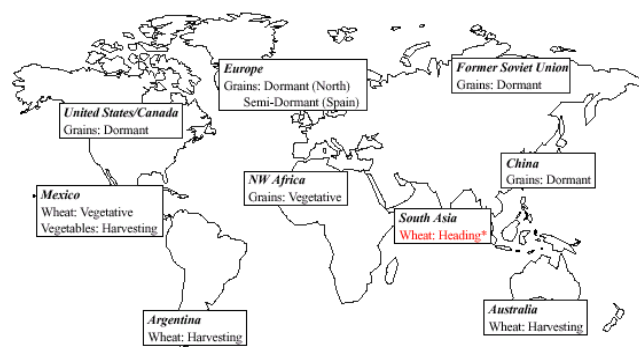 Europe
Grains: Dormant (North)
Semi-Dormant (Spain)
Former Soviet Union
Grains: Dormant
United States/Canada
Grains: Dormant
China
Grains: Dormant
NW Africa
Grains: Vegetative
Mexico
Wheat: Vegetative
Vegetables: Harvesting
South Asia
Wheat: Heading*
Argentina
Wheat: Harvesting
Australia
Wheat: Harvesting